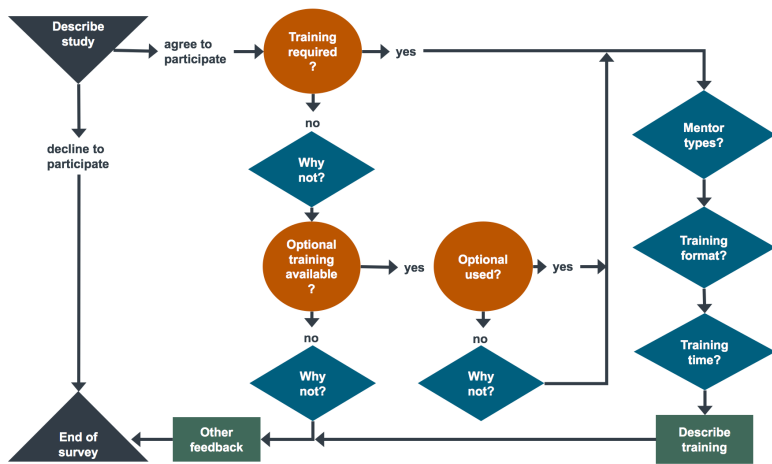 Describe
study
agree to
participate
Training
required
?
yes
no
decline to
participate
Why
not?
Mentor
types?
Optional
training
available
?
yes
Optional
used?
yes
Training
format?
no
no
Why
not?
Why
not?
Training
time?
End of
survey
Other
feedback
Describe
training